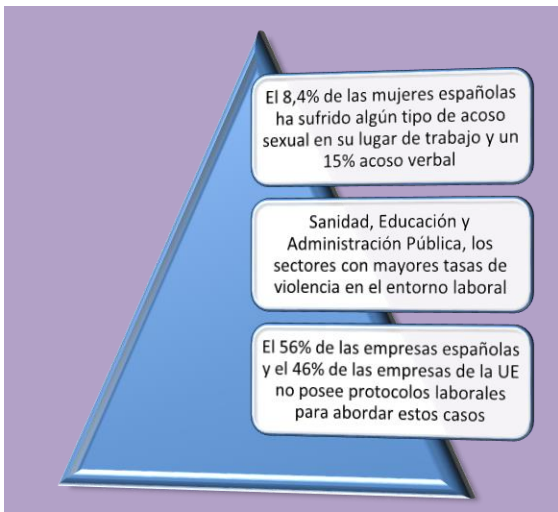 El 8,4% de las mujeres españolas
ha sufrido algún tipo de acoso
sexual en su lugar de trabajo y un
15% acoso verbal
Sanidad, Educación y
Administración Pública, los
sectores con mayores tasas de
violencia en el entorno laboral
El 56% de las empresas españolas
y el 46% de las empresas de la UE
no posee protocolos laborales
para abordar estos casos